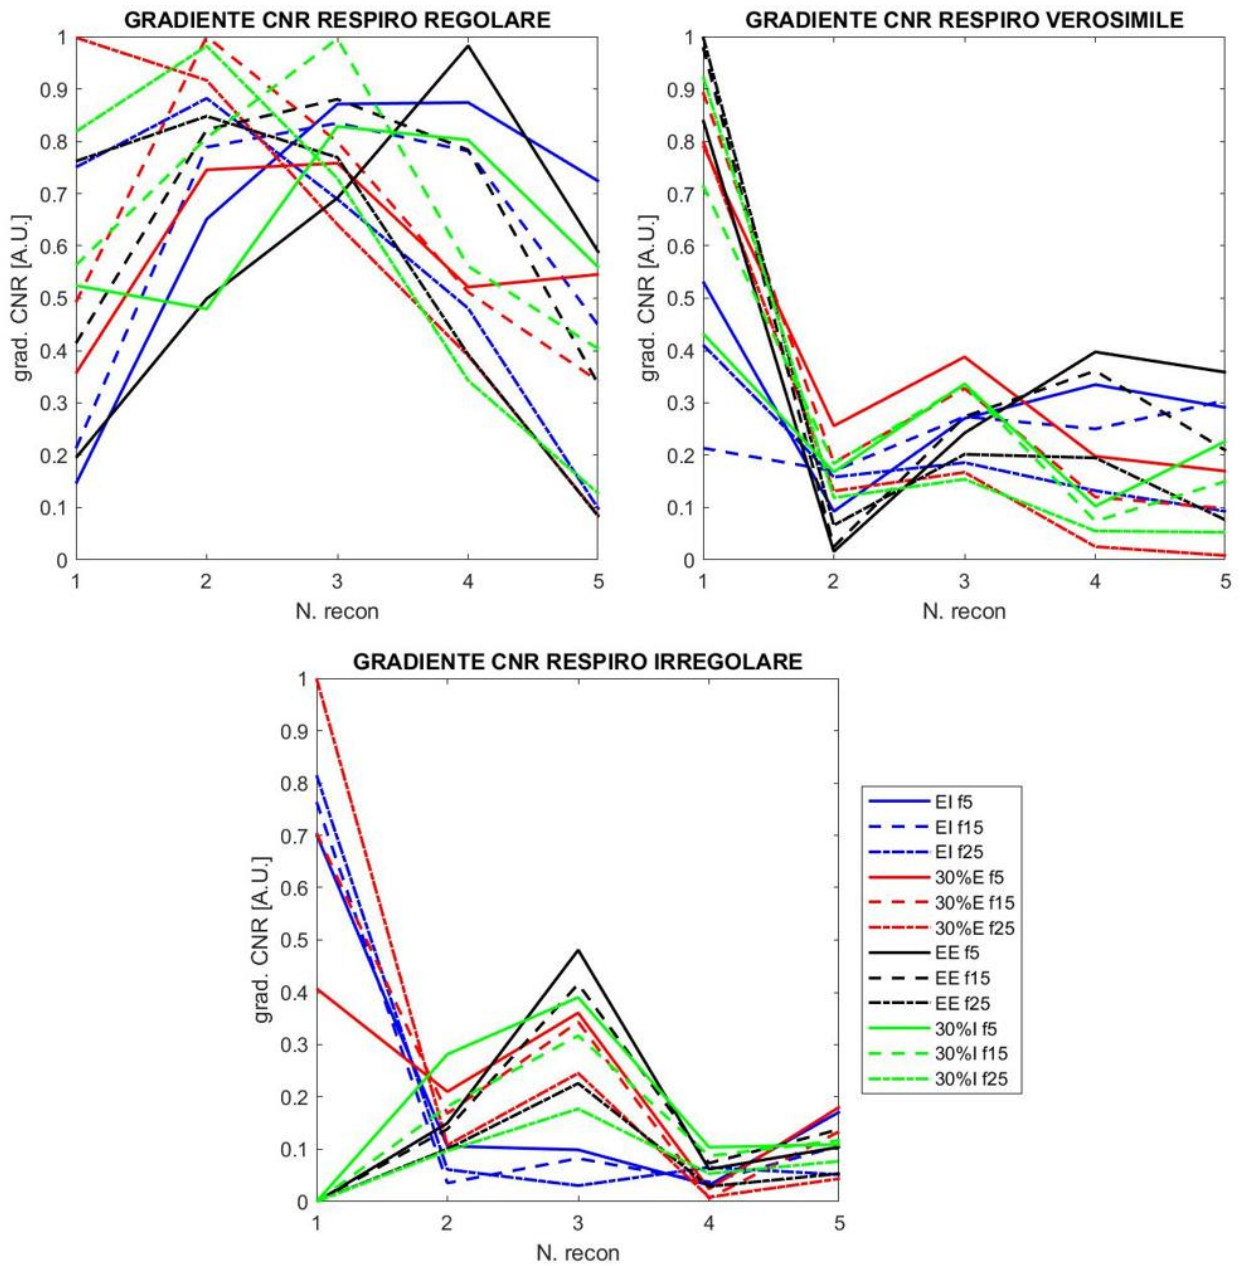 GRADIENTE CNR RESPIRO REGOLARE
1
0.9
0.8
0.7
0.6
0.5
0.4
0.3
0.2
0.1
0
grad. CNR [A.U.]
1 2 3 4 5
N. recon
GRADIENTE CNR RESPIRO VEROSIMILE
1
0.9
0.8
0.7
0.6
0.5
0.4
0.3
0.2
0.1
0
grad. CNR [A.U.]
1 2 3 4 5
N. recon
GRADIENTE CNR RESPIRO IRREGOLARE
1
0.9
0.8
0.7
0.6
0.5
0.4
0.3
0.2
0.1
0
grad. CNR [A.U.]
1 2 3 4 5
N. recon
EI f5
EI f15
EI f25
30%E f5
30%E f15
30%E f25
EE f5
EE f15
EE f25
30%I f5
30%I f15
30%I f25